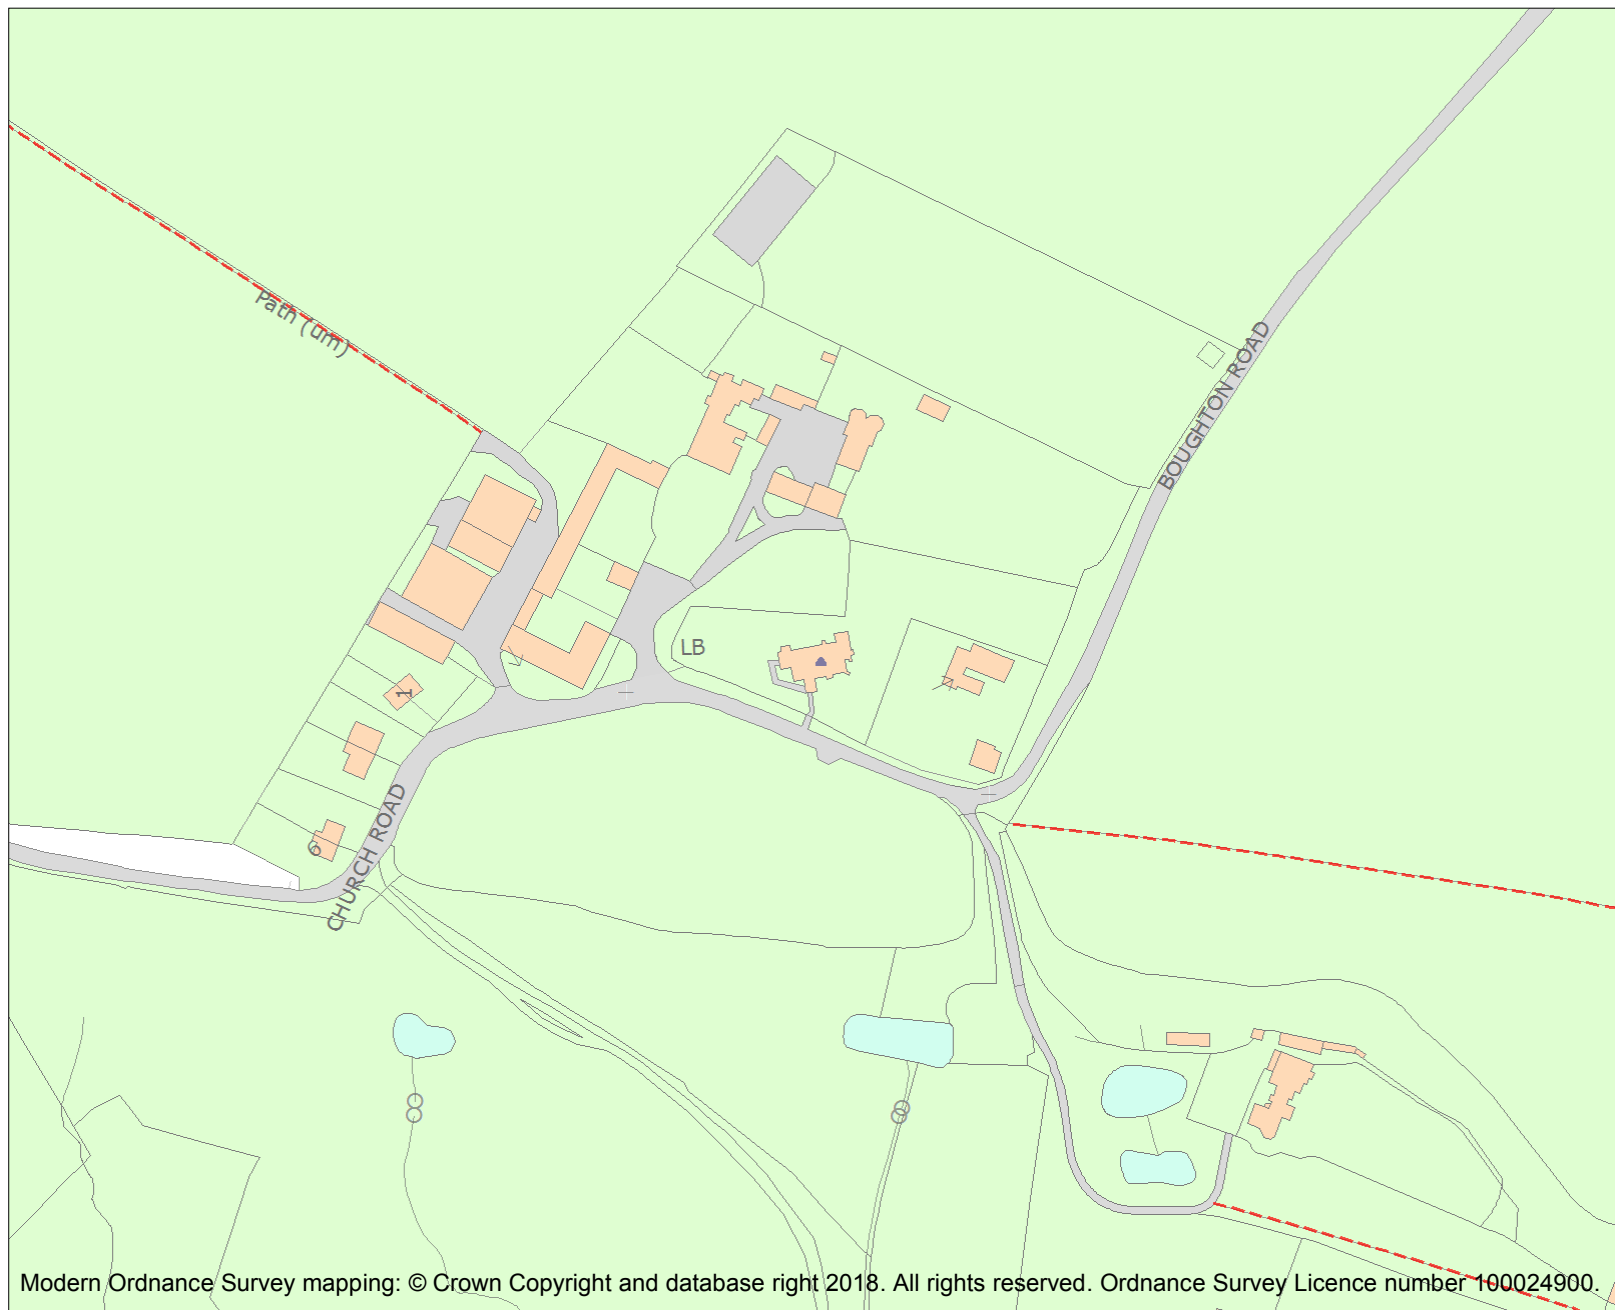 Path (um)
BOUGHTON ROAD
LB
1
CHURCH ROAD
6
Modern Ordnance Survey mapping: © Crown Copyright and database right 2018. All rights reserved. Ordnance Survey Licence number 100024900.